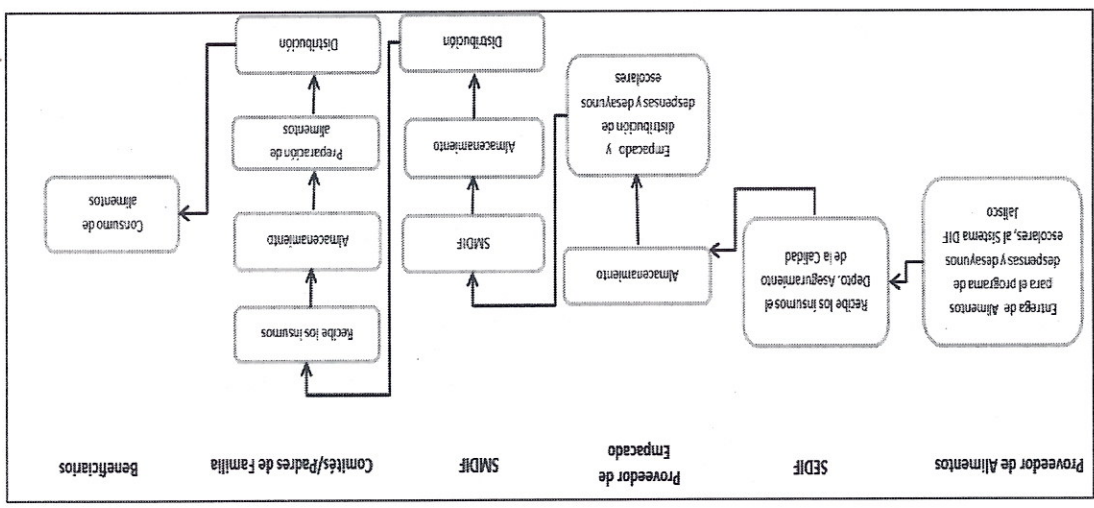 Proveedor de Alimentos
SEDIF
Proveedor de
Empacado
SMDIF
Comités/Padres de Familia
Beneficiarios
Entrega de Alimentos
para el programa de
despensas y desayunos
escolares, al Sistema DIF
Jalisco
Recibe los insumos el
Depto. Aseguramiento
de la Calidad
Almacenamiento
Empacado y
distribución de
despensas y desayunos
escolares
SMDIF
Almacenamiento
Distribución
Recibe los insumos
Almacenamiento
Preparación de
alimentos
Distribución
Consumo de
alimentos